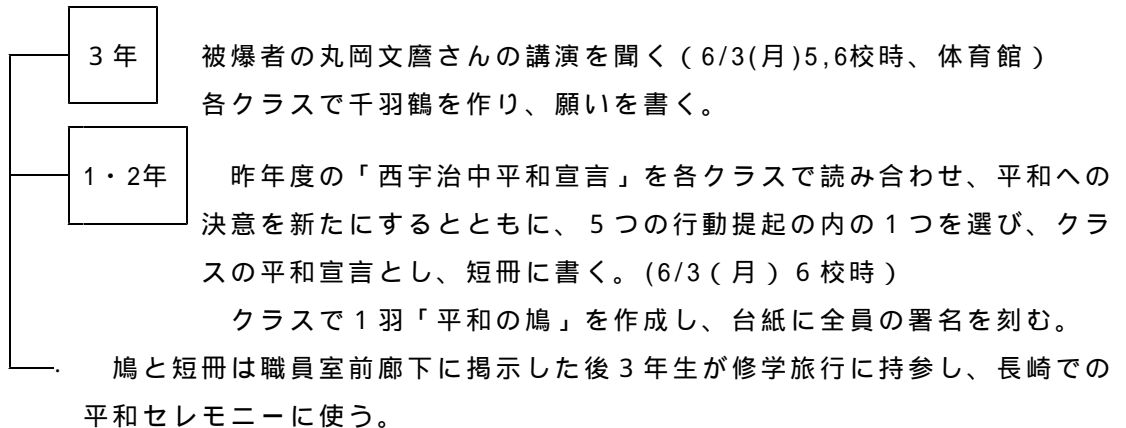 ３年　被爆者の丸岡文麿さんの講演を聞く（6/3(月)5,6校時、体育館）
各クラスで千羽鶴を作り、願いを書く。
1・2年　昨年度の「西宇治中平和宣言」を各クラスで読み合わせ、平和への
決意を新たにするとともに、５つの行動提起の内の１つを選び、クラ
スの平和宣言とし、短冊に書く。(6/3（月）６校時）
クラスで１羽「平和の鳩」を作成し、台紙に全員の署名を刻む。
．鳩と短冊は職員室前廊下に掲示した後３年生が修学旅行に持参し、長崎での
平和セレモニーに使う。